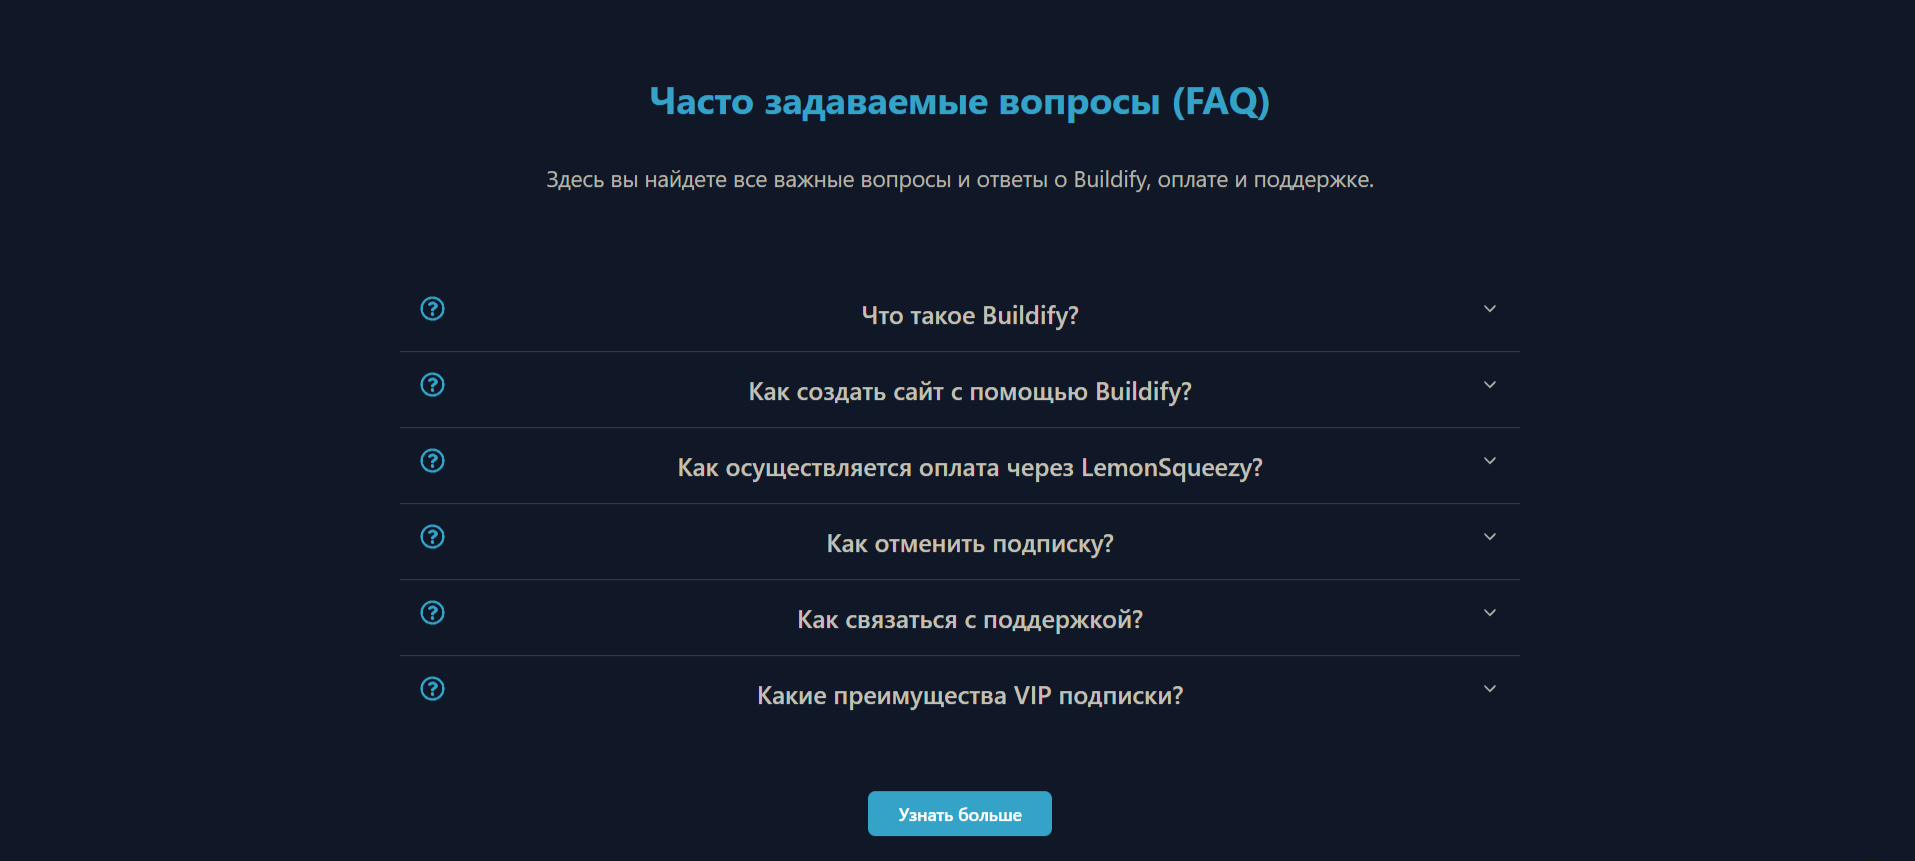 Часто задаваемые вопросы (FAQ)
Здесь вы найдете все важные вопросы и ответы о Buildify, оплате и поддержке.
Что такое Buildify?
Как создать сайт с помощью Buildify?
Как осуществляется оплата через LemonSqueezy?
Как отменить подписку?
Как связаться с поддержкой?
Какие преимущества VIP подписки?
Узнать больше